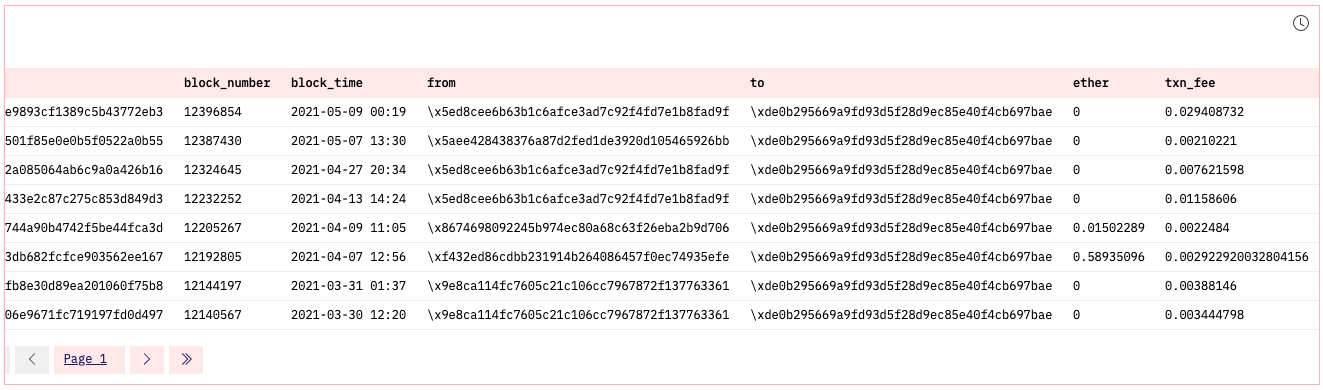 block_number block_time from to ether txn_fee
e9893cf1389c5b43772eb3 12396854 2021-05-09 00:19 \x5ed8cee6b63b1c6afce3ad7c92f4fd7e1b8fad9f \xde0b295669a9fd93d5f28d9ec85e40f4cb697bae 0 0.029408732
501f85e0e0b5f0522a0b55 12387430 2021-05-07 13:30 \x5aee428438376a87d2fed1de3920d105465926bb \xde0b295669a9fd93d5f28d9ec85e40f4cb697bae 0 0.00210221
2a085064ab6c9a0a426b16 12324645 2021-04-27 20:34 \x5ed8cee6b63b1c6afce3ad7c92f4fd7e1b8fad9f \xde0b295669a9fd93d5f28d9ec85e40f4cb697bae 0 0.007621598
433e2c87c275c853d849d3 12232252 2021-04-13 14:24 \x5ed8cee6b63b1c6afce3ad7c92f4fd7e1b8fad9f \xde0b295669a9fd93d5f28d9ec85e40f4cb697bae 0 0.01158606
744a90b4742f5be44fca3d 12205267 2021-04-09 11:05 \x8674698092245b974ec80a68c63f26eba2b9d706 \xde0b295669a9fd93d5f28d9ec85e40f4cb697bae 0.01502289 0.0022484
3db682fcfce903562ee167 12192805 2021-04-07 12:56 \xf432ed86cdbb231914b264086457f0ec74935efe \xde0b295669a9fd93d5f28d9ec85e40f4cb697bae 0.58935096 0.002922920032804156
fb8e30d89ea201060f75b8 12144197 2021-03-31 01:37 \x9e8ca114fc7605c21c106cc7967872f137763361 \xde0b295669a9fd93d5f28d9ec85e40f4cb697bae 0 0.00388146
06e9671fc719197fd0d497 12140567 2021-03-30 12:20 \x9e8ca114fc7605c21c106cc7967872f137763361 \xde0b295669a9fd93d5f28d9ec85e40f4cb697bae 0 0.003444798
Page 1